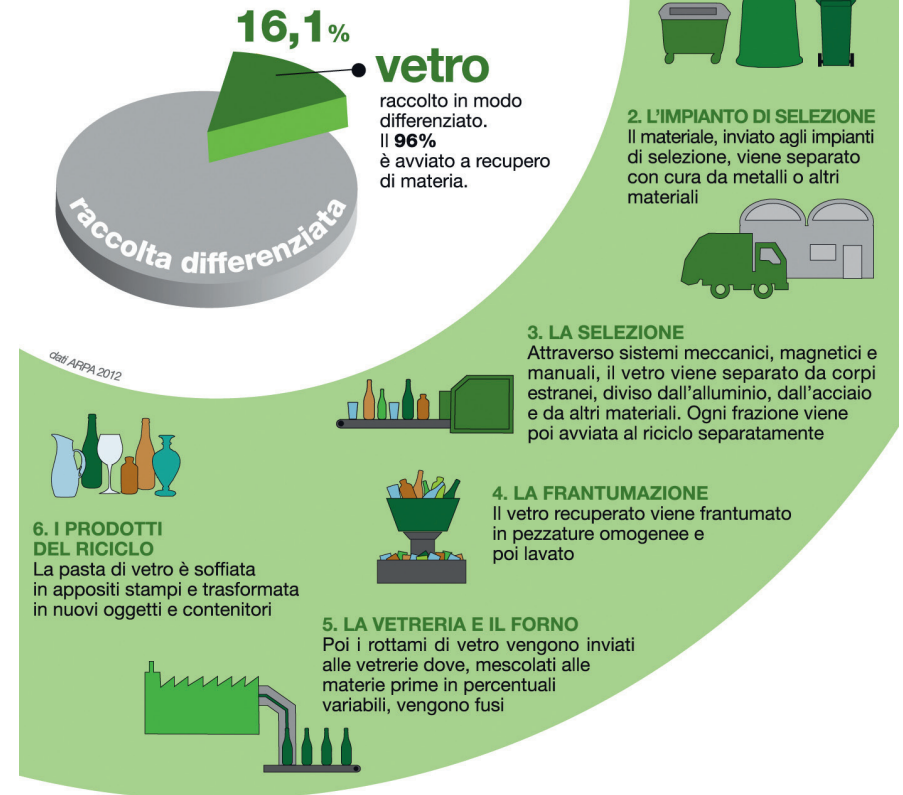 16,1%
vetro
raccolto in modo
differenziato.
Il 96%
è avviato a recupero
di materia.
raccolta differenziata
dati ARPA 2012
2. L'IMPIANTO DI SELEZIONE
Il materiale, inviato agli impianti
di selezione, viene separato
con cura da metalli o altri
materiali
3. LA SELEZIONE
Attraverso sistemi meccanici, magnetici e
manuali, il vetro viene separato da corpi
estranei, diviso dall'alluminio, dall'acciaio
e da altri materiali. Ogni frazione viene
poi avviata al riciclo separatamente
4. LA FRANTUMAZIONE
Il vetro recuperato viene frantumato
in pezzature omogenee e
poi lavato
5. LA VETRERIA E IL FORNO
Poi i rottami di vetro vengono inviati
alle vetrerie dove, mescolati alle
materie prime in percentuali
variabili, vengono fusi
6. I PRODOTTI
DEL RICICLO
La pasta di vetro è soffiata
in appositi stampi e trasformata
in nuovi oggetti e contenitori